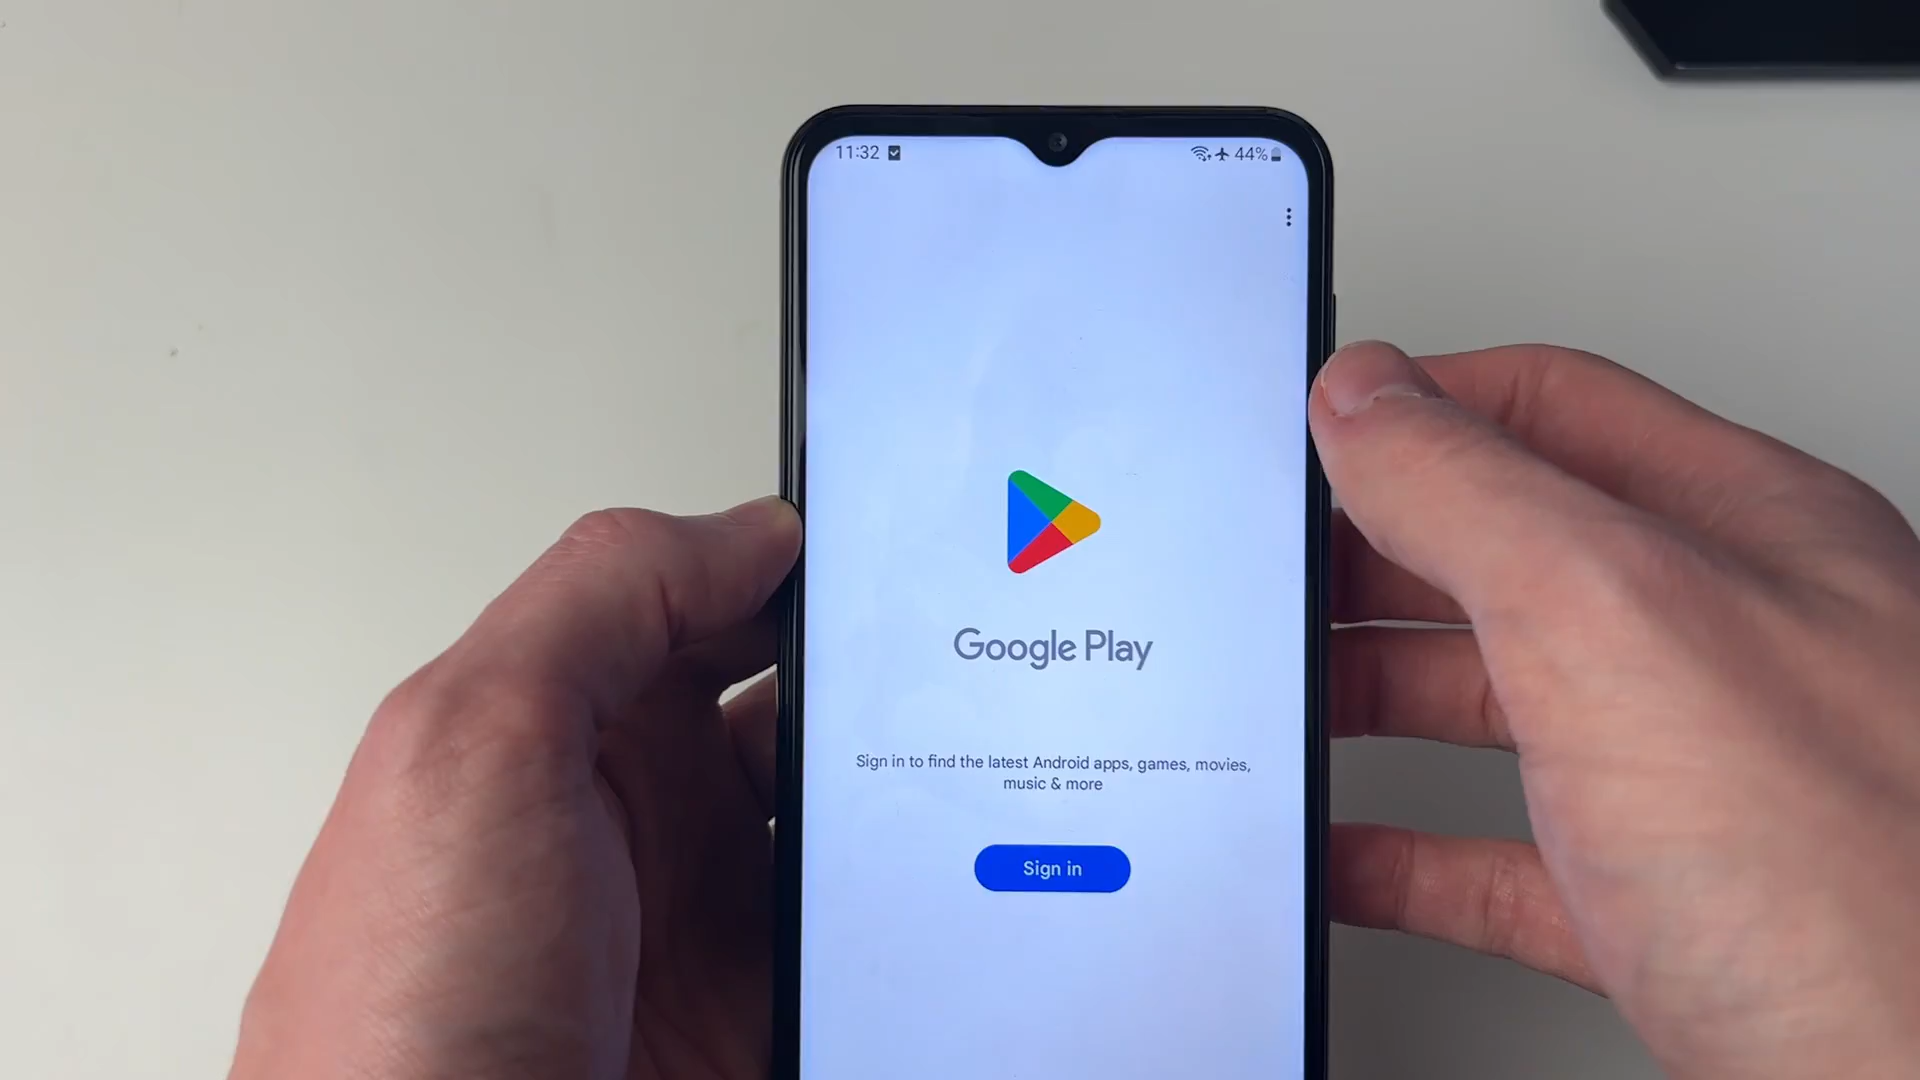 11:32
44%
Google Play
Sign in to find the latest Android apps, games, movies,
music & more
Sign in